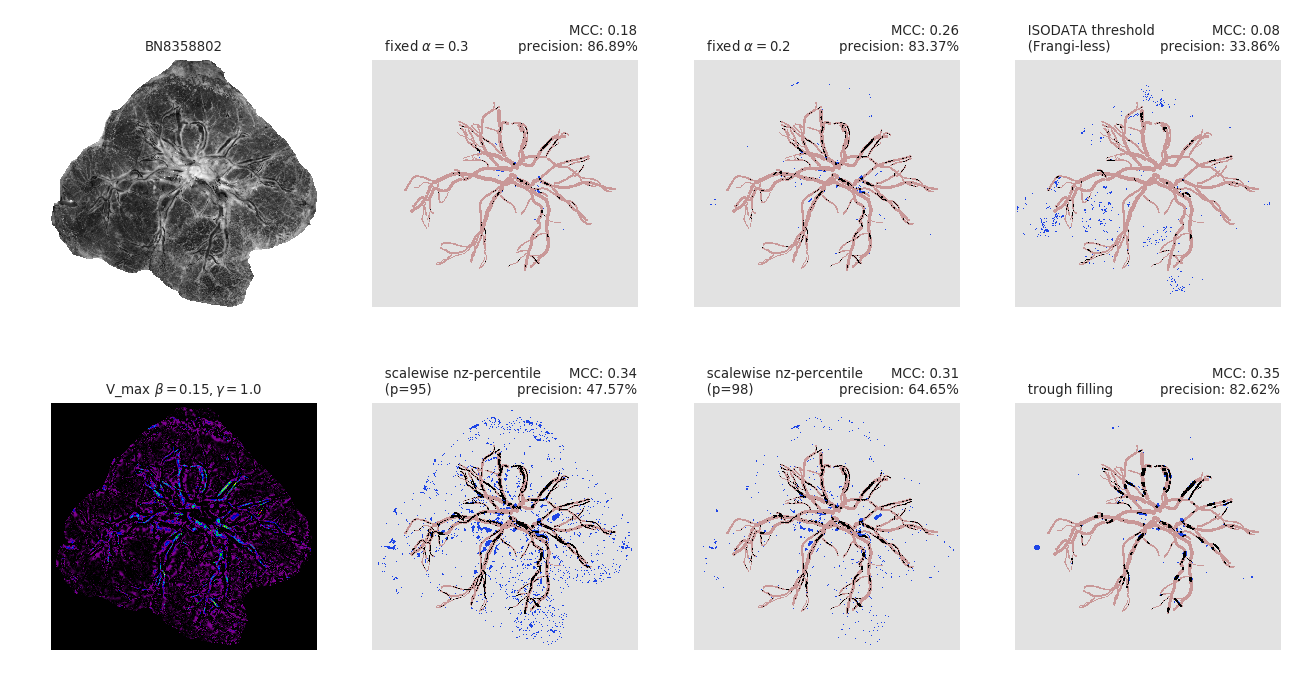 BN8358802
fixed α = 0.3
MCC: 0.18
precision: 86.89%
fixed α = 0.2
MCC: 0.26
precision: 83.37%
ISODATA threshold
(Frangi-less)
MCC: 0.08
precision: 33.86%
V_max β = 0.15, γ = 1.0
scalewise nz-percentile
(p=95)
MCC: 0.34
precision: 47.57%
scalewise nz-percentile
(p=98)
MCC: 0.31
precision: 64.65%
trough filling
MCC: 0.35
precision: 82.62%